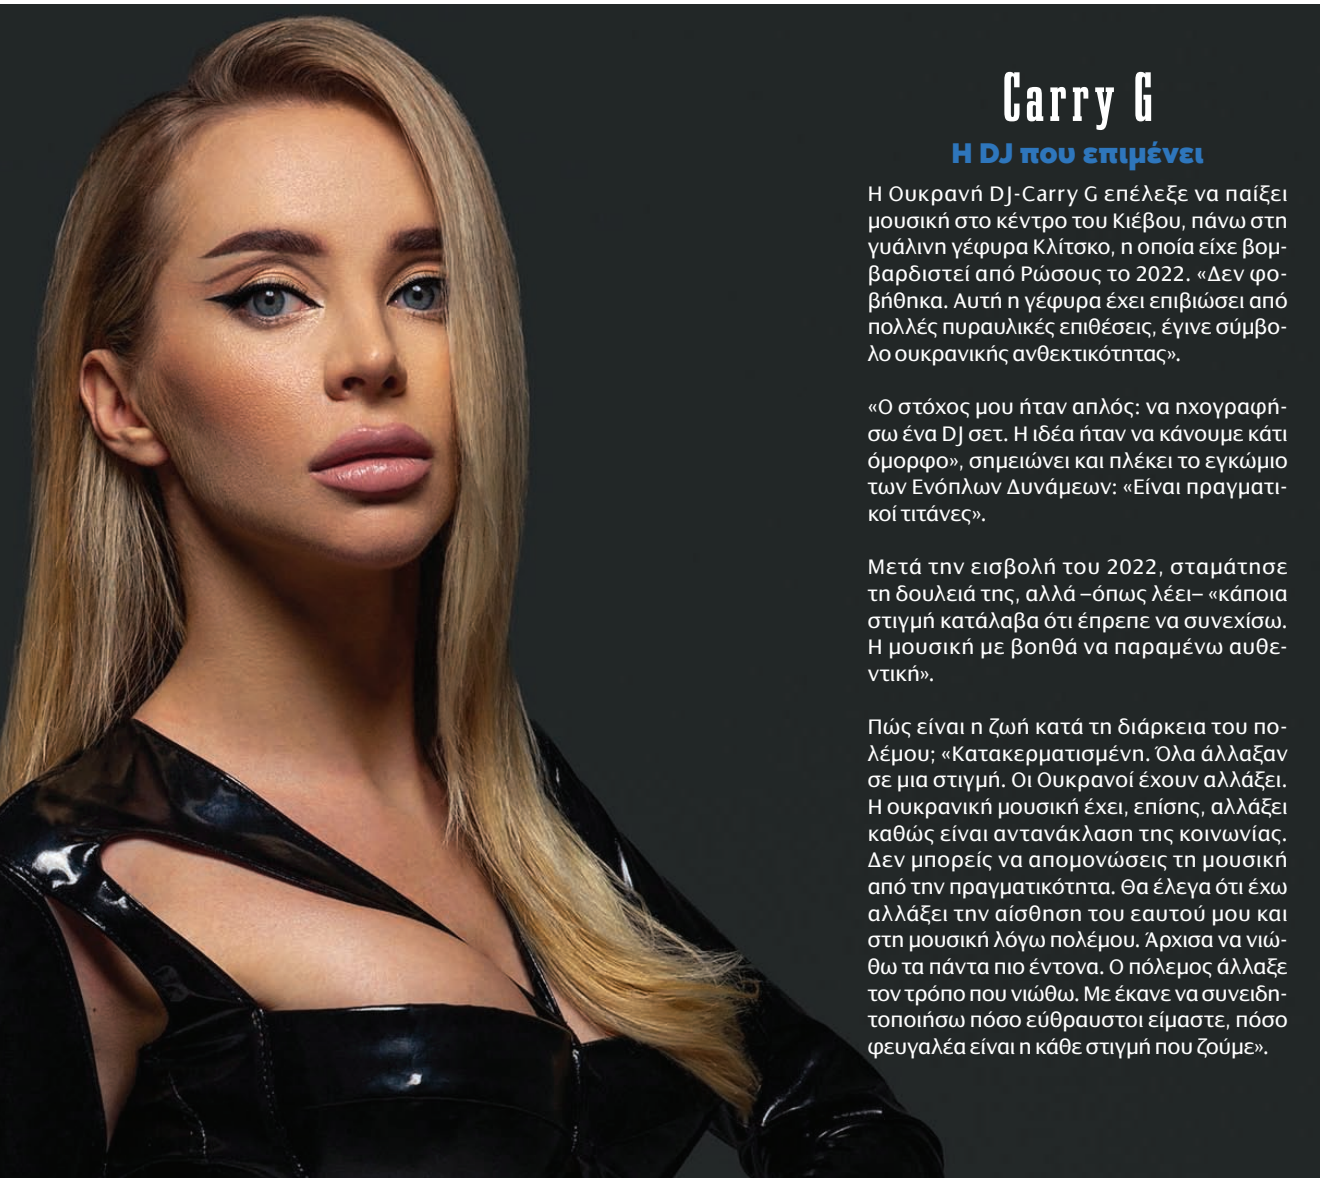 Carry G
Η DJ που επιμένει
Η Ουκρανή DJ-Carry G επέλεξε να παίξει
μουσική στο κέντρο του Κιέβου, πάνω στη
γυάλινη γέφυρα Κλίτσκο, η οποία είχε βομ-
βαρδιστεί από Ρώσους το 2022. «Δεν φο-
βήθηκα. Αυτή η γέφυρα έχει επιβιώσει από
πολλές πυραυλικές επιθέσεις, έγινε σύμβο-
λο ουκρανικής ανθεκτικότητας».
«Ο στόχος μου ήταν απλός: να ηχογραφή-
σω ένα DJ σετ. Η ιδέα ήταν να κάνουμε κάτι
όμορφο», σημειώνει και πλέκει το εγκώμιο
των Ενόπλων Δυνάμεων: «Είναι πραγματι-
κοί τιτάνες».
Μετά την εισβολή του 2022, σταμάτησε
τη δουλειά της, αλλά –όπως λέει– «κάποια
στιγμή κατάλαβα ότι έπρεπε να συνεχίσω.
Η μουσική με βοηθά να παραμένω αυθε-
ντική».
Πώς είναι η ζωή κατά τη διάρκεια του πο-
λέμου; «Κατακερματισμένη. Όλα άλλαξαν
σε μια στιγμή. Οι Ουκρανοί έχουν αλλάξει.
Η ουκρανική μουσική έχει, επίσης, αλλάξει
καθώς είναι αντανάκλαση της κοινωνίας.
Δεν μπορείς να απομονώσεις τη μουσική
από την πραγματικότητα. Θα έλεγα ότι έχω
αλλάξει την αίσθηση του εαυτού μου και
στη μουσική λόγω πολέμου. Άρχισα να νιώ-
θω τα πάντα πιο έντονα. Ο πόλεμος άλλαξε
τον τρόπο που νιώθω. Με έκανε να συνειδη-
τοποιήσω πόσο εύθραυστοι είμαστε, πόσο
φευγαλέα είναι η κάθε στιγμή που ζούμε».